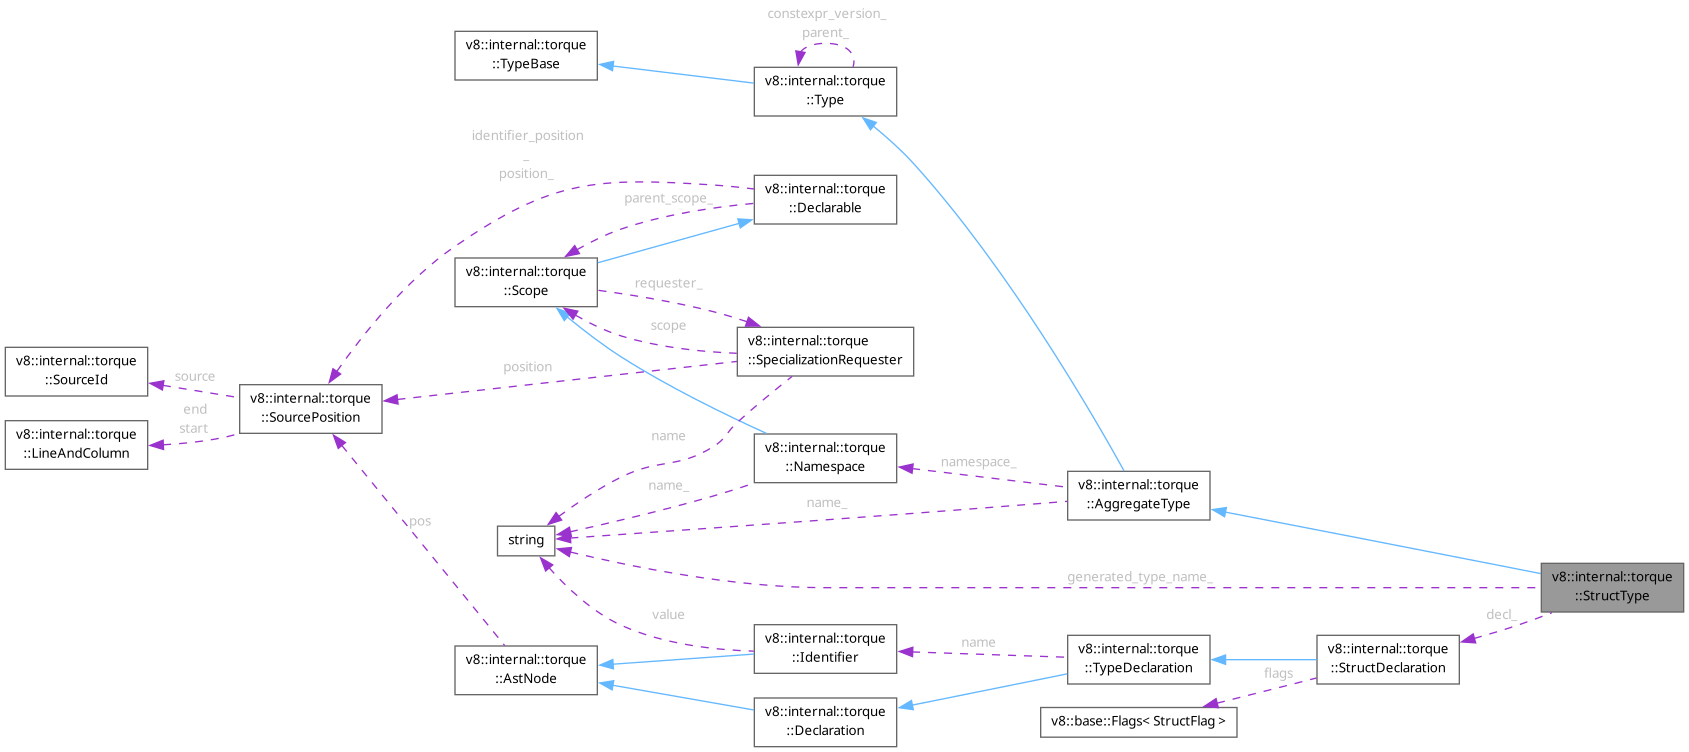 constexpr_version_
parent_
v8::internal::torque
::TypeBase
v8::internal::torque
::Type
identifier_position
_
position_
v8::internal::torque
::Declarable
parent_scope_
v8::internal::torque
::Scope
requester_
scope
v8::internal::torque
::SpecializationRequester
v8::internal::torque
::SourceId
source
position
v8::internal::torque
::SourcePosition
end
start
v8::internal::torque
::LineAndColumn
name
v8::internal::torque
::Namespace
namespace_
name_
name_
v8::internal::torque
::AggregateType
pos
string
generated_type_name_
v8::internal::torque
::StructType
value
decl_
v8::internal::torque
::Identifier
name
v8::internal::torque
::TypeDeclaration
v8::internal::torque
::StructDeclaration
v8::internal::torque
::AstNode
flags
v8::internal::torque
::Declaration
v8::base::Flags< StructFlag >